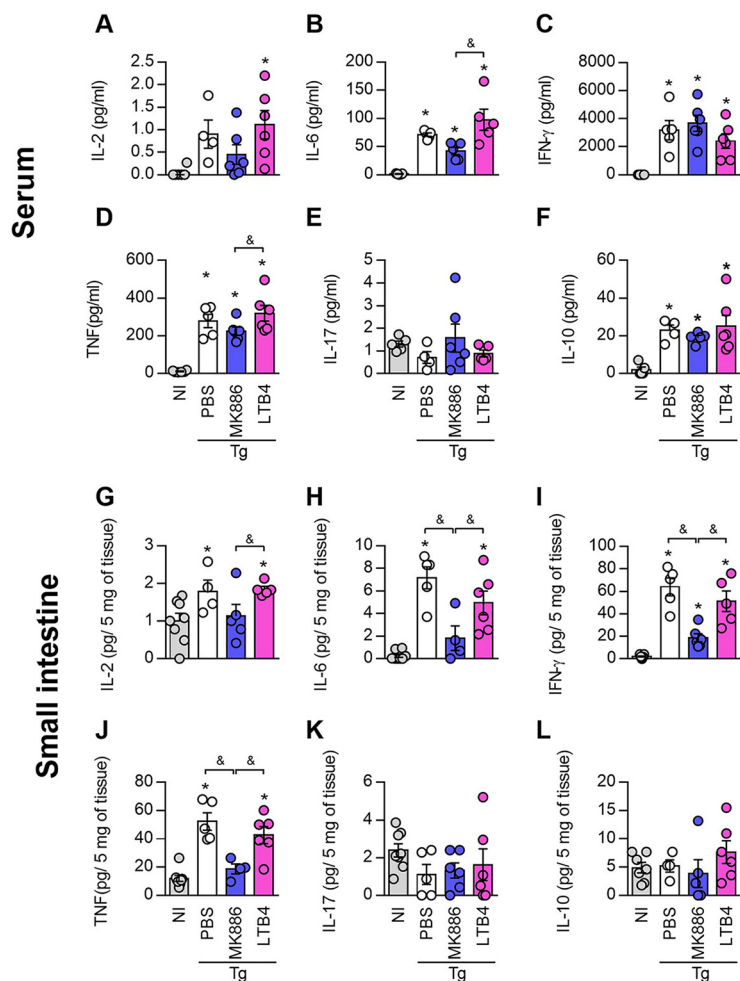 Serum
A
IL-2 (pg/ml)
2.5
2.0
1.5
1.0
0.5
0.0
*
B
IL-6 (pg/ml)
200
150
100
50
0
* * & *
C
IFN-γ (pg/ml)
8000
6000
4000
2000
0
* * *
D
TNF(pg/ml)
600
400
200
0
* * & *
NI PBS MK886 LTB4
Tg
E
IL-17 (pg/ml)
5
4
3
2
1
0
NI PBS MK886 LTB4
Tg
F
IL-10 (pg/ml)
60
40
20
0
* * *
NI PBS MK886 LTB4
Tg
Small intestine
G
IL-2 (pg/ 5 mg of tissue)
3
2
1
0
* & *
H
IL-6 (pg/ 5 mg of tissue)
10
8
6
4
2
0
* & & *
I
IFN-γ (pg/ 5 mg of tissue)
100
80
60
40
20
0
* & * & *
J
TNF(pg/ 5 mg of tissue)
80
60
40
20
0
* & & *
NI PBS MK886 LTB4
Tg
K
IL-17 (pg/ 5 mg of tissue)
6
4
2
0
NI PBS MK886 LTB4
Tg
L
IL-10 (pg/ 5 mg of tissue)
20
15
10
5
0
NI PBS MK886 LTB4
Tg